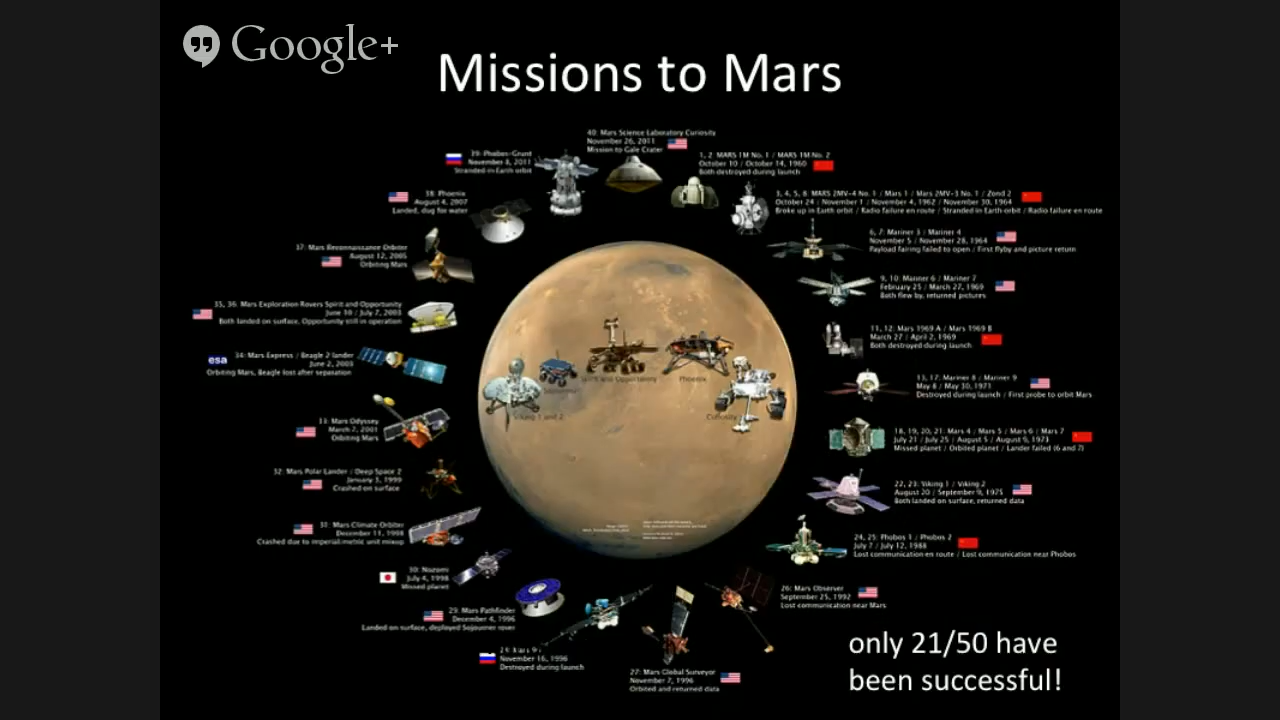 Google+
Missions to Mars
40: Mars Science Laboratory Curiosity
November 26, 2011
Mission to Gale Crater
1, 2 MARS 1M No. 1 / MARS 1M No. 2
October 10 / October 14, 1960
Both destroyed during launch
3, 4, 5, 8: MARS 2MV-4 No. 1 / Mars 1 / Mars 2MV-3 No. 1 / Zond 2
October 24 / November 1 / November 4, 1962 / November 30, 1964
Broke up in Earth orbit / Radio failure en route / Stranded in Earth orbit / Radio failure en route
6, 7: Mariner 3 / Mariner 4
November 5 / November 28, 1964
Payload fairing failed to open / First flyby and picture return
9, 10: Mariner 6 / Mariner 7
February 25 / March 27, 1969
Both flew by, returned pictures
11, 12: Mars 1969 A / Mars 1969 B
March 27 / April 2, 1969
Both destroyed during launch
13, 17: Mariner 8 / Mariner 9
May 8 / May 30, 1971
Destroyed during launch / First probe to orbit Mars
18, 19, 20, 21: Mars 4 / Mars 5 / Mars 6 / Mars 7
July 21 / July 25 / August 5 / August 9, 1973
Missed planet / Orbited planet / Lander failed (6 and 7)
22, 23: Viking 1 / Viking 2
August 20 / September 9, 1975
Both landed on surface, returned data
24, 25: Phobos 1 / Phobos 2
July 7 / July 12, 1988
Lost communication en route / Lost communication near Phobos
26: Mars Observer
September 25, 1992
Lost communication near Mars
27: Mars Global Surveyor
November 7, 1996
Orbited and returned data
November 16, 1996
Destroyed during launch
29: Mars Pathfinder
December 4, 1996
Landed on surface, deployed Sojourner rover
30: Nozomi
July 4, 1998
Missed planet
31: Mars Climate Orbiter
December 11, 1998
Crashed due to imperial/metric unit mixup
32: Mars Polar Lander / Deep Space 2
January 3, 1999
Crashed on surface
33: Mars Odyssey
March 7, 2001
Orbiting Mars
esa
34: Mars Express / Beagle 2 lander
June 2, 2003
Orbiting Mars, Beagle lost after separation
35, 36: Mars Exploration Rovers Spirit and Opportunity
June 10 / July 7, 2003
Both landed on surface, Opportunity still in operation
37: Mars Reconnaissance Orbiter
August 12, 2005
Orbiting Mars
38: Phoenix
August 4, 2007
Landed, dug for water
39: Phobos-Grunt
November 8, 2011
Stranded in Earth orbit
Viking 1 and 2
Sojourner
Spirit and Opportunity
Phoenix
Curiosity
only 21/50 have
been successful!